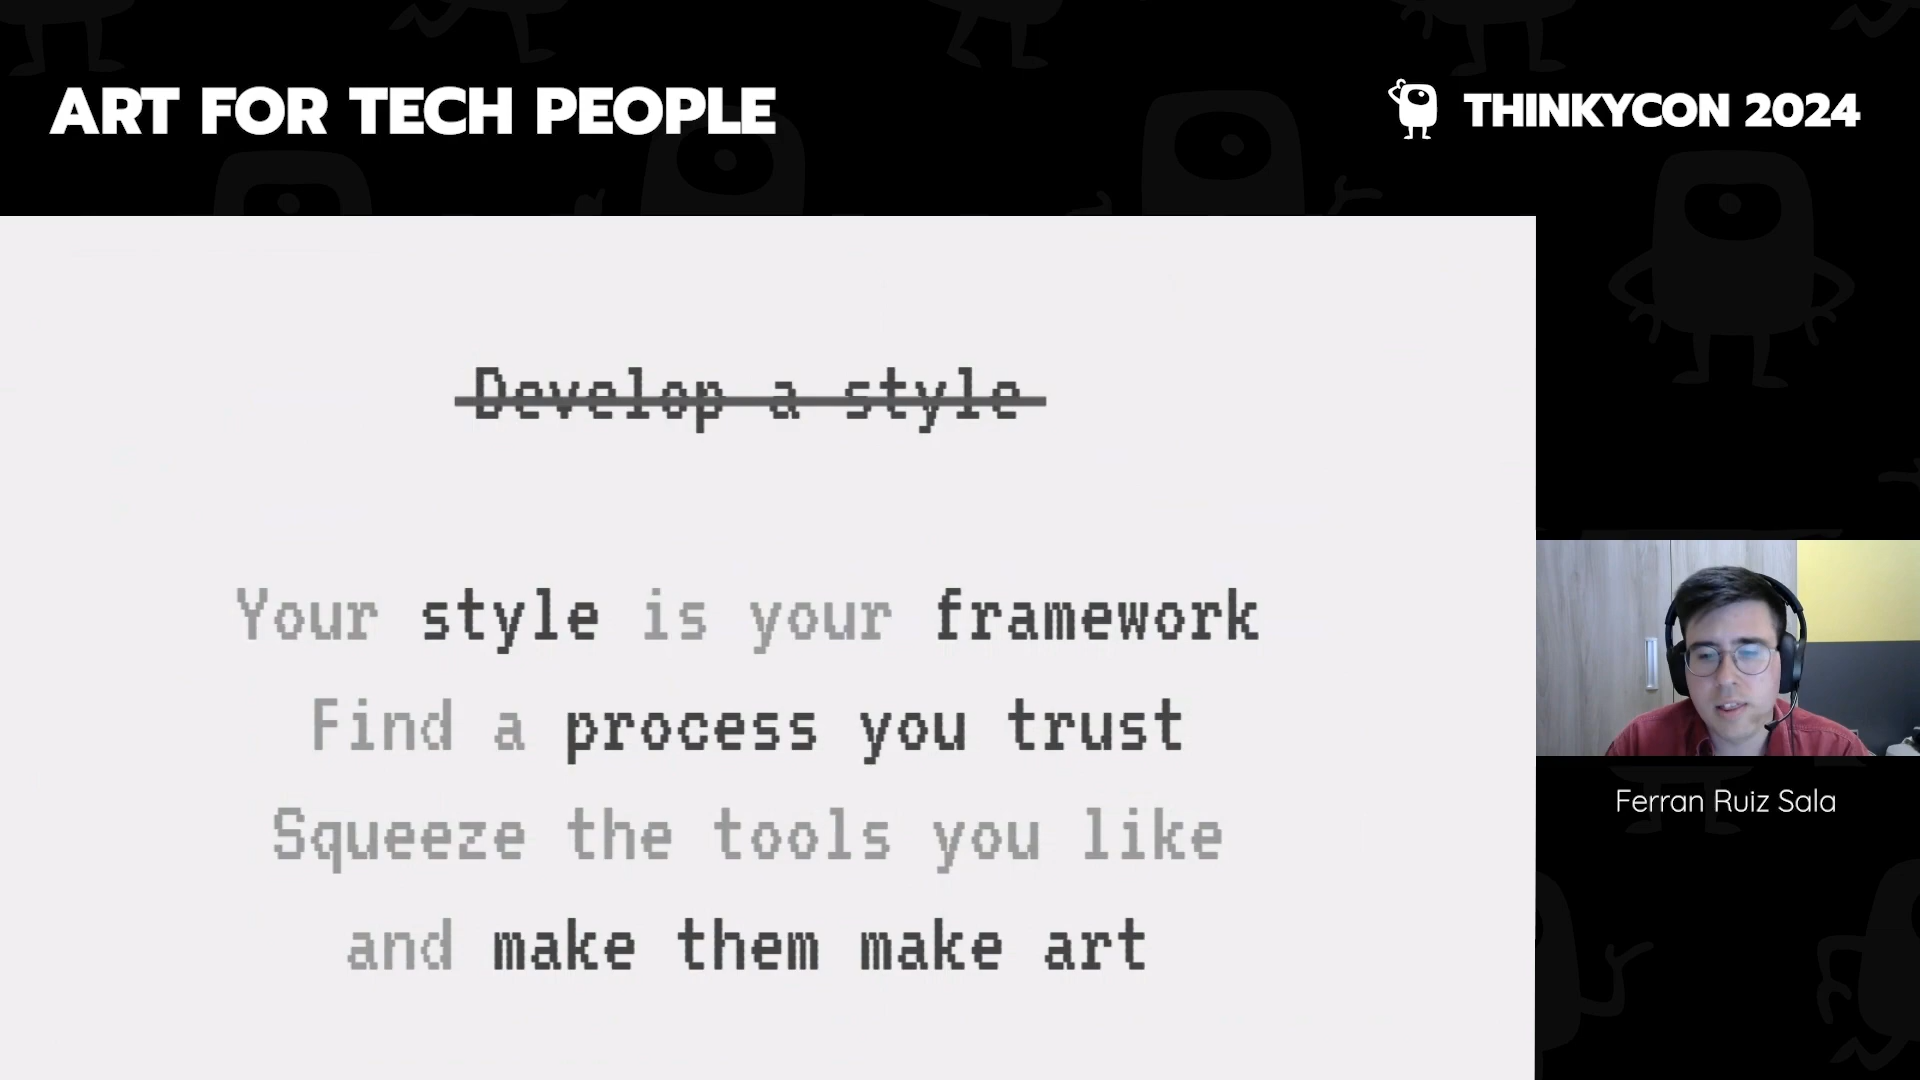 ART FOR TECH PEOPLE
THINKYCON 2024
Develop a style
Your style is your framework
Find a process you trust
Squeeze the tools you like
and make them make art
Ferran Ruiz Sala